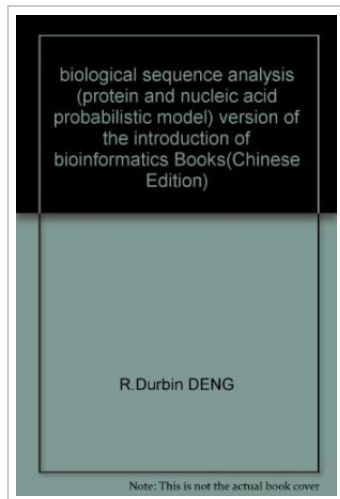 biological sequence analysis
(protein and nucleic acid
probabilistic model) version of
the introduction of
bioinformatics Books(Chinese
Edition)
R.Durbin DENG
Note: This is not the actual book cover